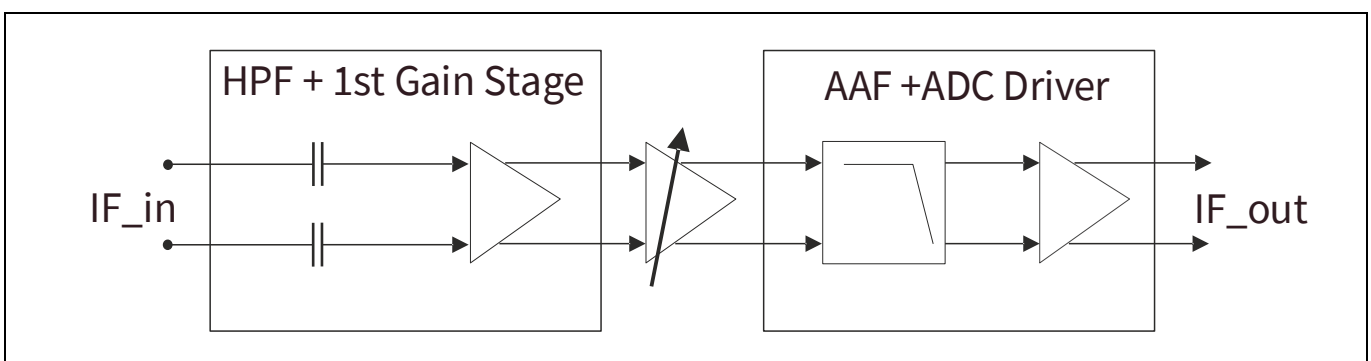 HPF + 1st Gain Stage
AAF +ADC Driver
IF_in
IF_out